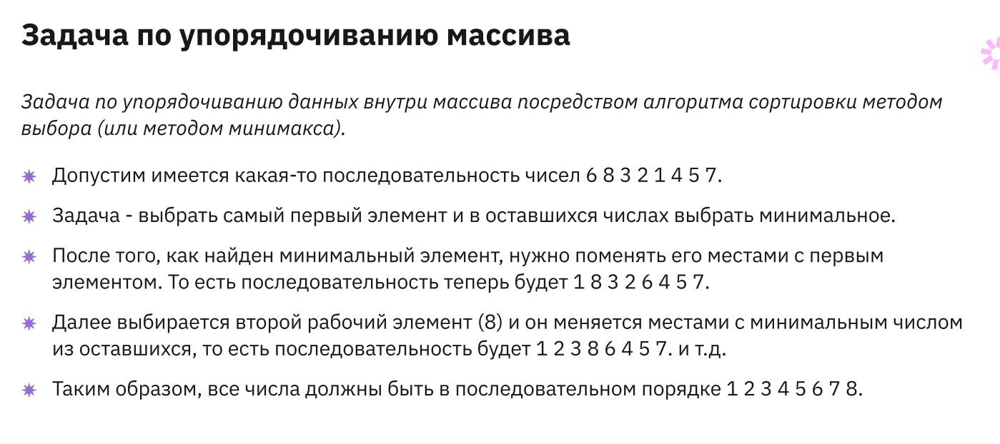 Задача по упорядочиванию массива
Задача по упорядочиванию данных внутри массива посредством алгоритма сортировки методом
выбора (или методом минимакса).
Допустим имеется какая-то последовательность чисел 6 8 3 2 1 4 5 7.
Задача - выбрать самый первый элемент и в оставшихся числах выбрать минимальное.
После того, как найден минимальный элемент, нужно поменять его местами с первым
элементом. То есть последовательность теперь будет 1 8 3 2 6 4 5 7.
Далее выбирается второй рабочий элемент (8) и он меняется местами с минимальным числом
из оставшихся, то есть последовательность будет 1 2 3 8 6 4 5 7. и т.д.
Таким образом, все числа должны быть в последовательном порядке 1 2 3 4 5 6 7 8.